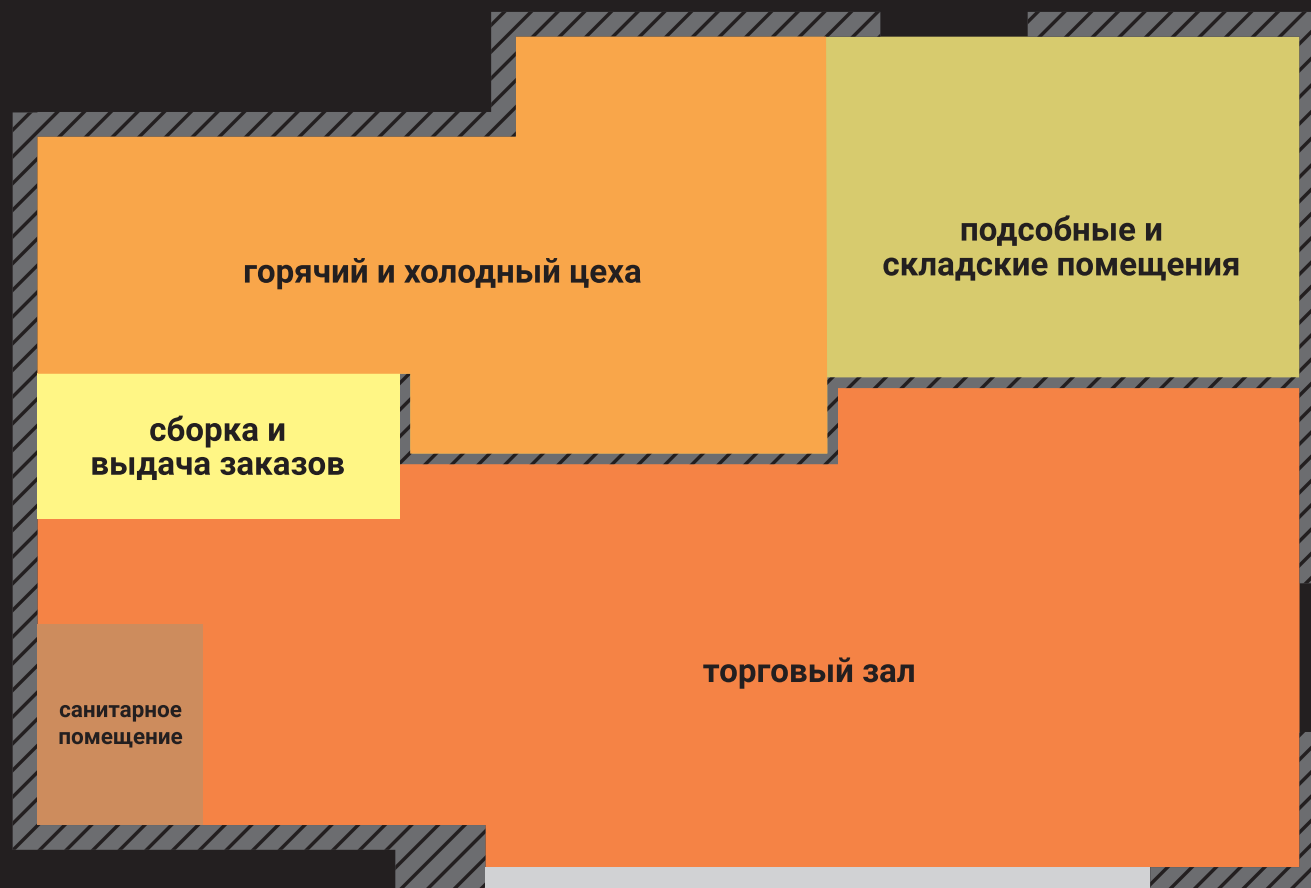 подсобные и
складские помещения
горячий и холодный цеха
сборка и
выдача заказов
торговый зал
санитарное
помещение